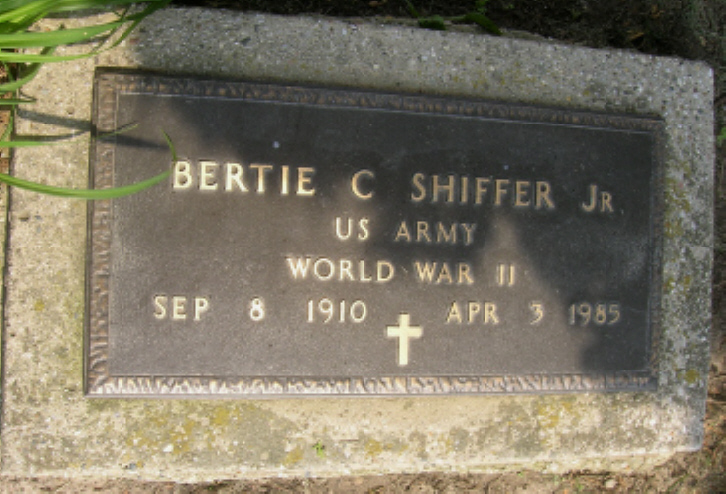 BERTIE C SHIFFER JR
US ARMY
WORLD WAR II
SEP 8 1910 APR 3 1985